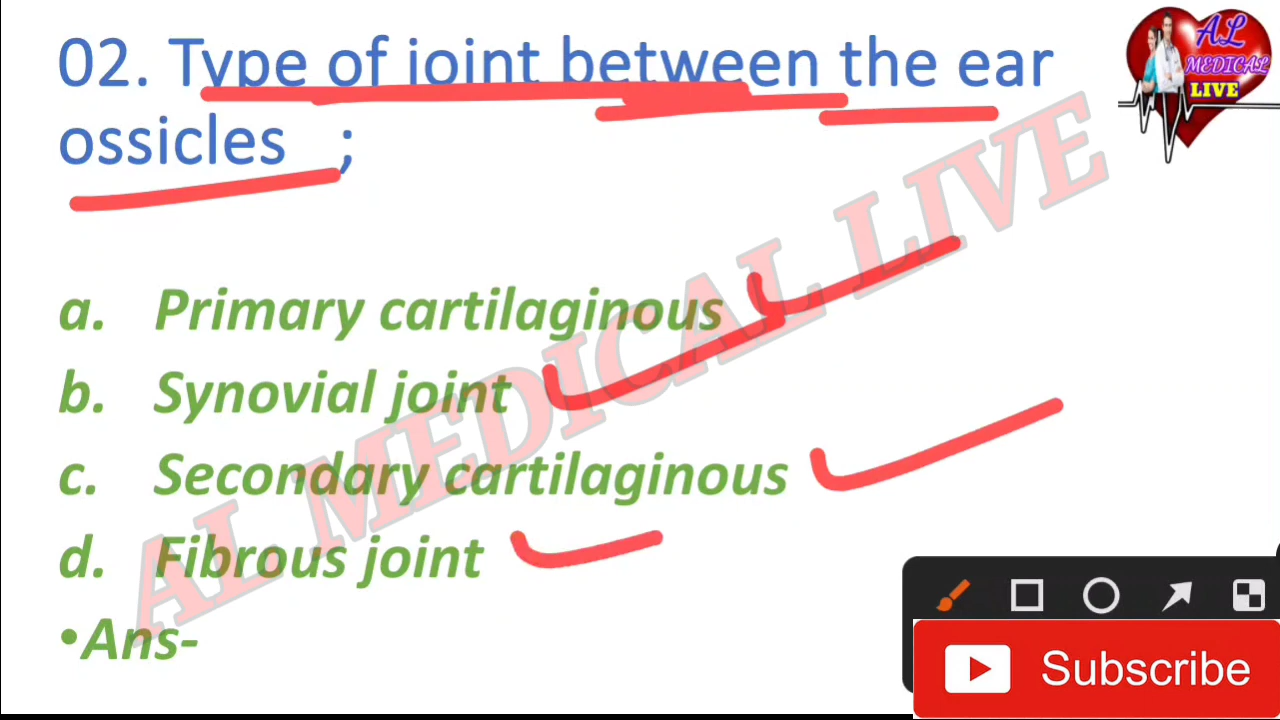 02. Type of joint between the ear
ossicles ;
a. Primary cartilaginous
b. Synovial joint
c. Secondary cartilaginous
d. Fibrous joint
•Ans-
AL MEDICAL LIVE
AL
MEDICAL
LIVE
Subscribe